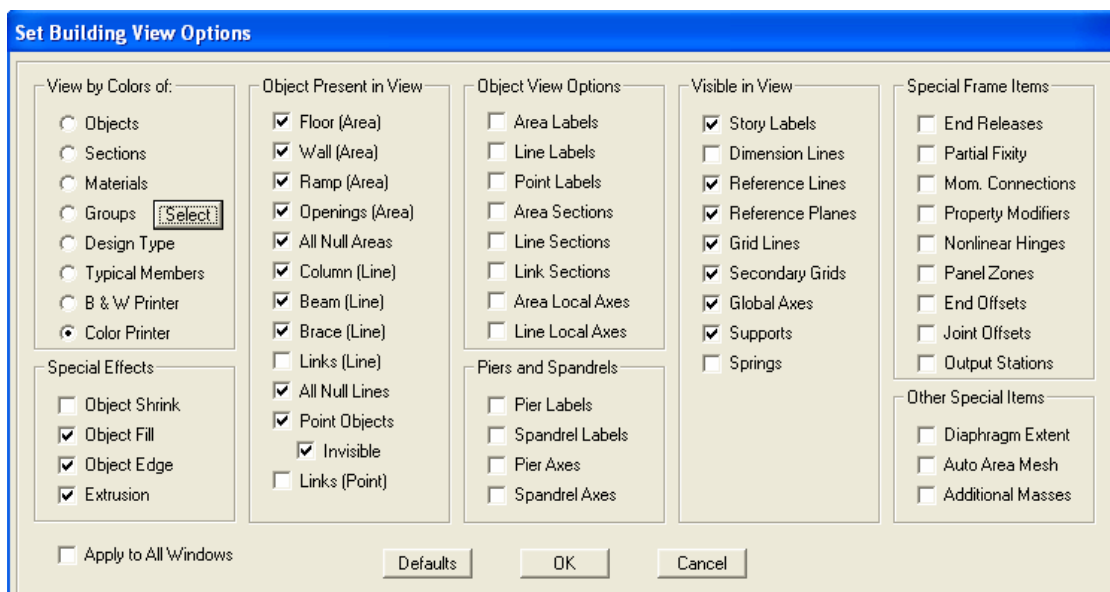 Set Building View Options
View by Colors of:
Objects
Sections
Materials
Groups
Select
Design Type
Typical Members
B & W Printer
Color Printer
Special Effects
Object Shrink
Object Fill
Object Edge
Extrusion
Object Present in View
Floor (Area)
Wall (Area)
Ramp (Area)
Openings (Area)
All Null Areas
Column (Line)
Beam (Line)
Brace (Line)
Links (Line)
All Null Lines
Point Objects
Invisible
Links (Point)
Object View Options
Area Labels
Line Labels
Point Labels
Area Sections
Line Sections
Link Sections
Area Local Axes
Line Local Axes
Piers and Spandrels
Pier Labels
Spandrel Labels
Pier Axes
Spandrel Axes
Visible in View
Story Labels
Dimension Lines
Reference Lines
Reference Planes
Grid Lines
Secondary Grids
Global Axes
Supports
Springs
Special Frame Items
End Releases
Partial Fixity
Mom. Connections
Property Modifiers
Nonlinear Hinges
Panel Zones
End Offsets
Joint Offsets
Output Stations
Other Special Items
Diaphragm Extent
Auto Area Mesh
Additional Masses
Apply to All Windows
Defaults
OK
Cancel